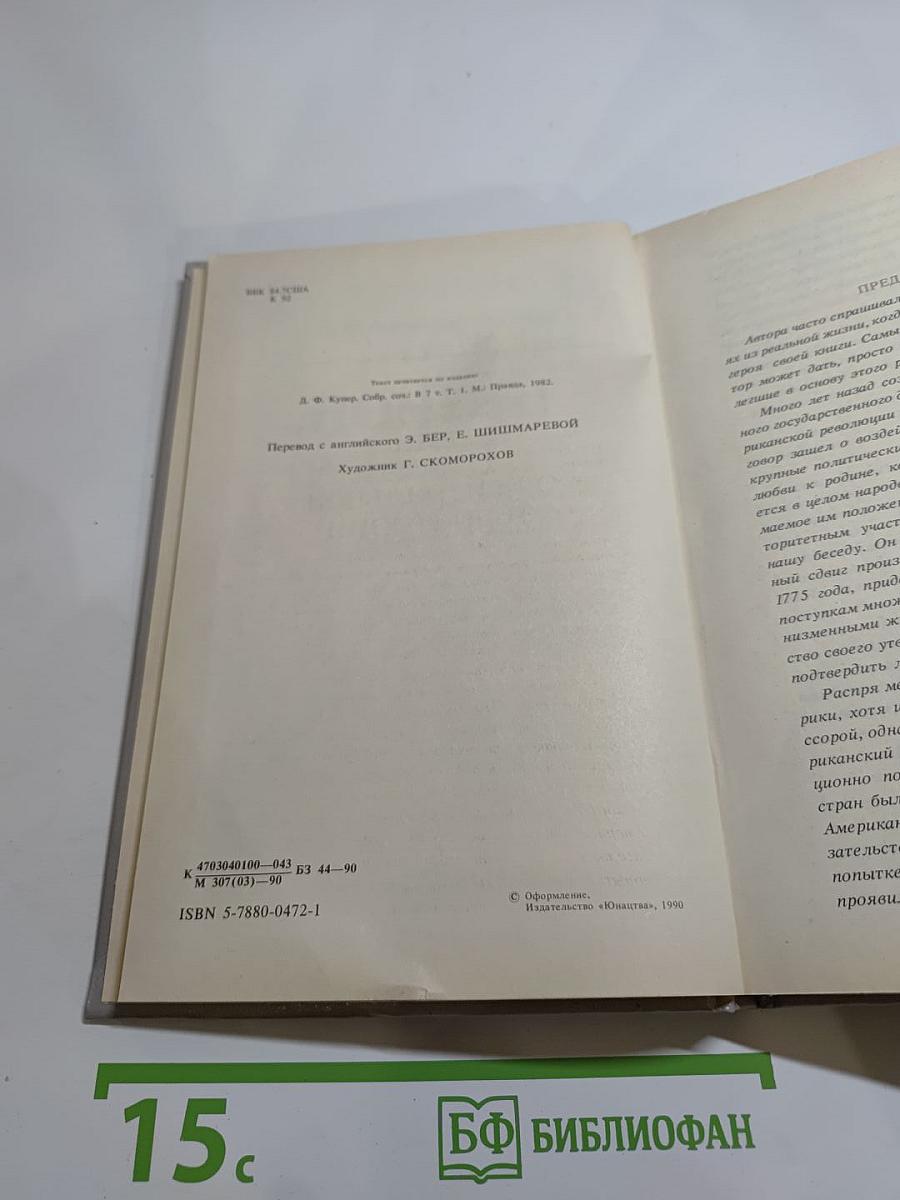 ББК 84.7США
К 92
Текст печатается по изданию:
Д. Ф. Купер. Собр. соч.: В 7 т. Т. 1. М.: Правда, 1982.
Перевод с английского Э. БЕР, Е. ШИШМАРЕВОЙ
Художник Г. СКОМОРОХОВ
К 4703040100—043 БЗ 44—90
М 307(03)—90
ISBN 5-7880-0472-1
© Оформление.
Издательство «Юнацтва», 1990
ПРЕД
Автора часто спрашивал
ях из реальной жизни, когд
героя своей книги. Самы
тор может дать, просто
легшие в основу этого р
Много лет назад соз
ного государственного д
риканской революции
говор зашел о воздей
крупные политически
любви к родине, ко
ется в целом народ
маемое им положен
торитетным участ
нашу беседу. Он
ный сдвиг произ
1775 года, прид
поступкам множ
низменными ж
ство своего уте
подтвердить л
Распря ме
рики, хотя и
ссорой, одн
риканский
ционно по
стран был
Американ
зательств
попытке
прояви
15 с
БФ БИБЛИОФАН